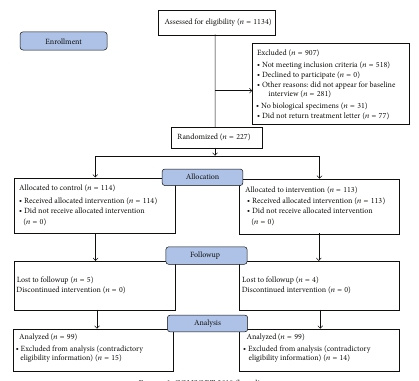 Assessed for eligibility (n = 1134)
Enrollment
Excluded (n = 907)
• Not meeting inclusion criteria (n = 518)
• Declined to participate (n = 0)
• Other reasons: did not appear for baseline
interview (n = 281)
• No biological specimens (n = 31)
• Did not return treatment letter (n = 77)
Randomized (n = 227)
Allocation
Allocated to control (n = 114)
• Received allocated intervention (n = 114)
• Did not receive allocated intervention
(n = 0)
Allocated to intervention (n = 113)
• Received allocated intervention (n = 113)
• Did not receive allocated intervention
(n = 0)
Followup
Lost to followup (n = 5)
Discontinued intervention (n = 0)
Lost to followup (n = 4)
Discontinued intervention (n = 0)
Analysis
Analyzed (n = 99)
• Excluded from analysis (contradictory
eligibility information) (n = 15)
Analyzed (n = 99)
• Excluded from analysis (contradictory
eligibility information) (n = 14)